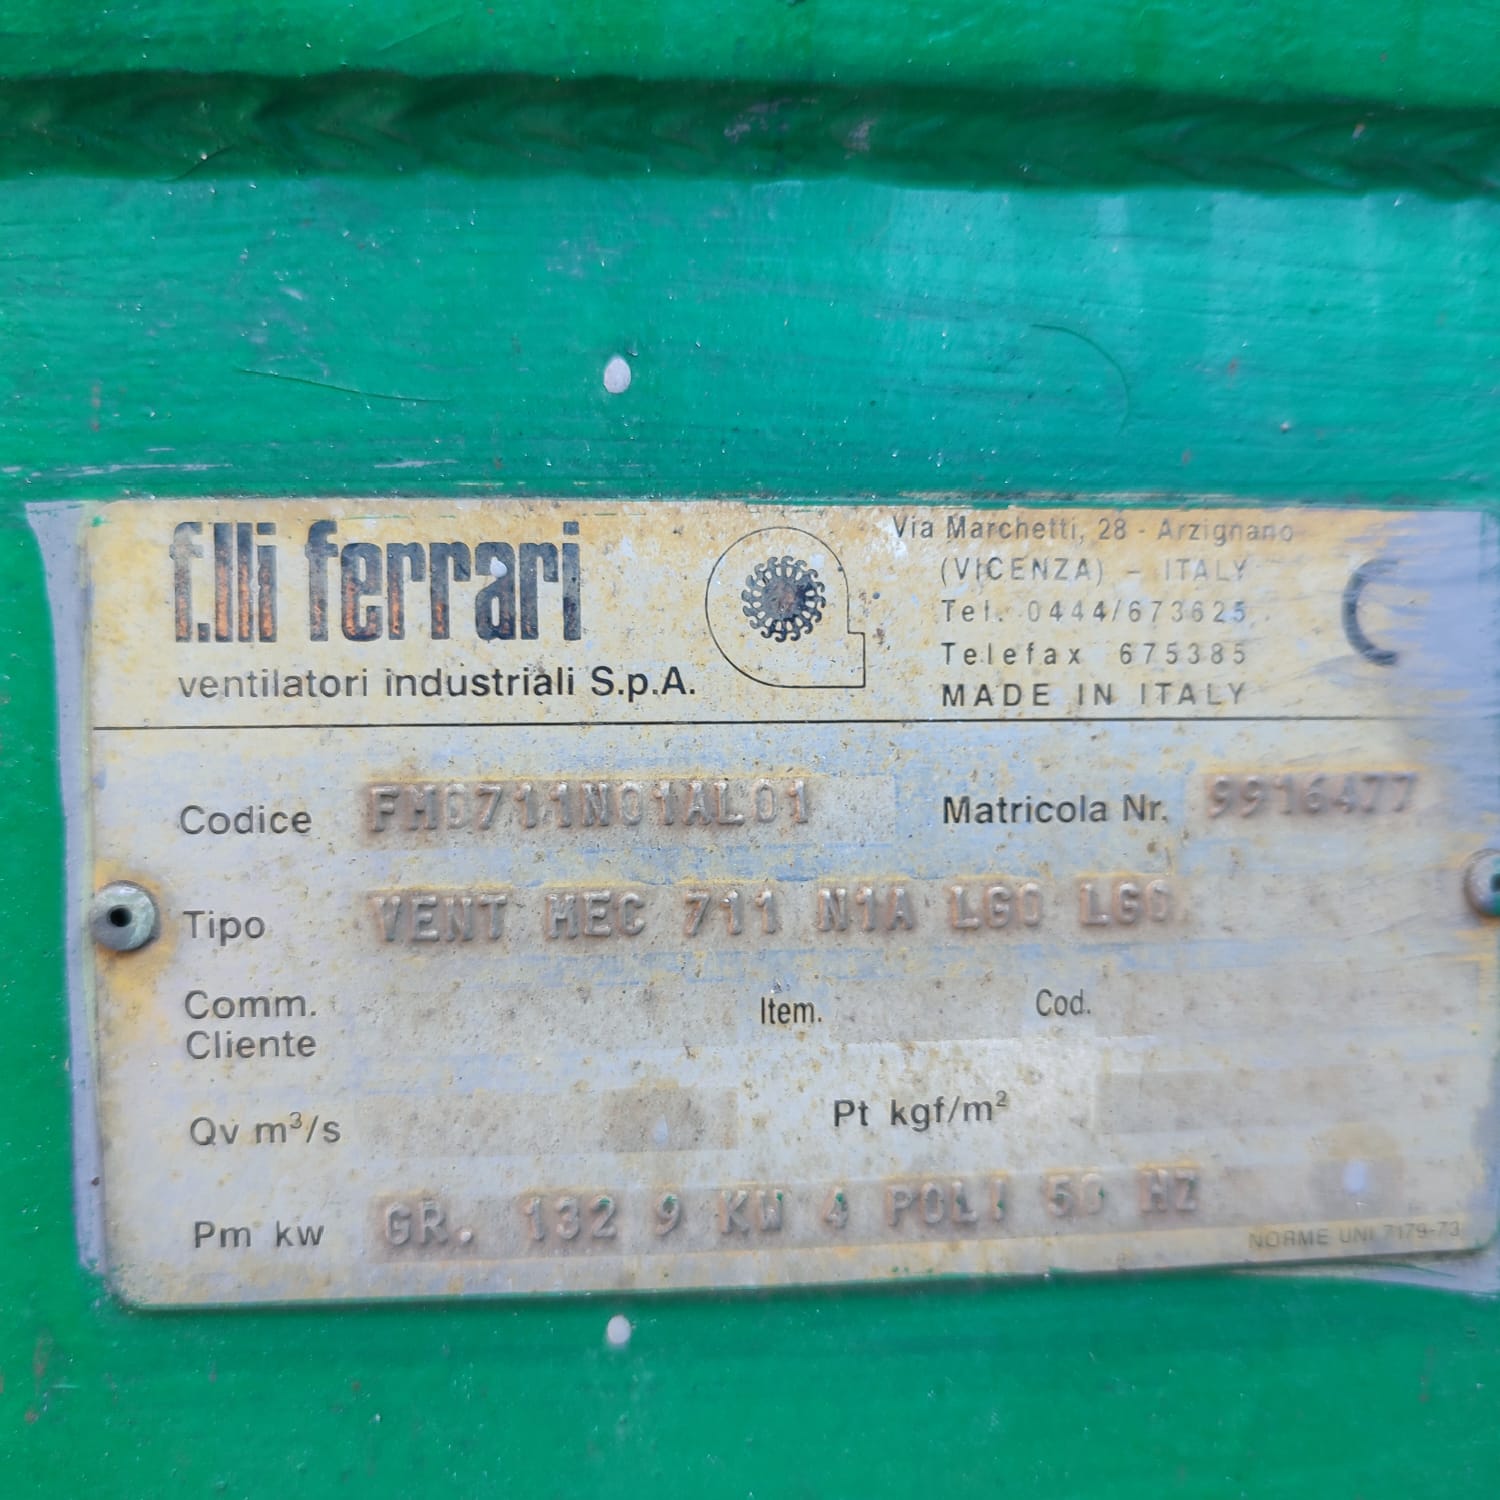 f.lli ferrari
ventilatori industriali S.p.A.
Via Marchetti, 28 - Arzignano
(VICENZA) - ITALY
Tel. 0444/673625
Telefax 675385
MADE IN ITALY
Codice FM0711N01AL01 Matricola Nr. 9916477
Tipo VENT MEC 711 N1A LG0 LG0
Comm. Item. Cod.
Cliente
Qv m³/s Pt kgf/m²
Pm kw GR. 132 9 KW 4 POLI 50 HZ
NORME UNI 7179-73